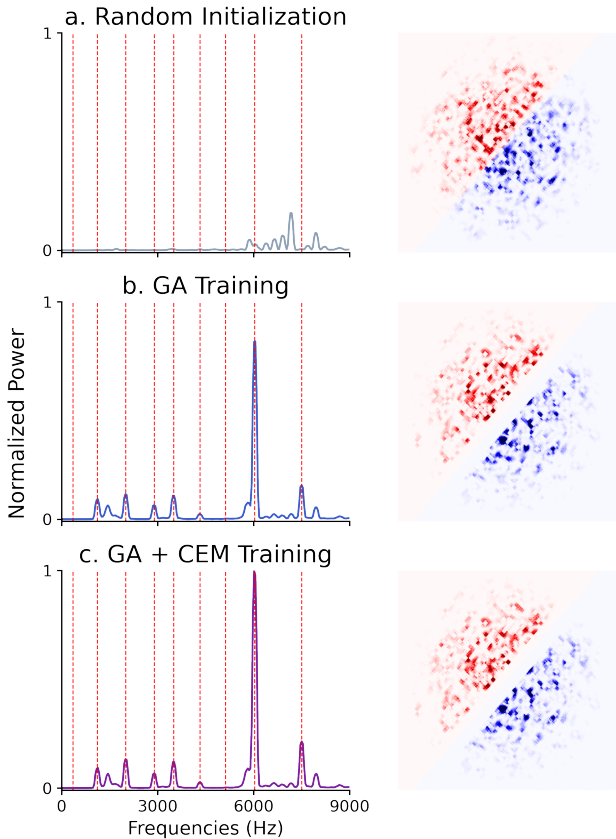 a. Random Initialization
1
0
b. GA Training
1
0
Normalized Power
c. GA + CEM Training
1
0
0 3000 6000 9000
Frequencies (Hz)